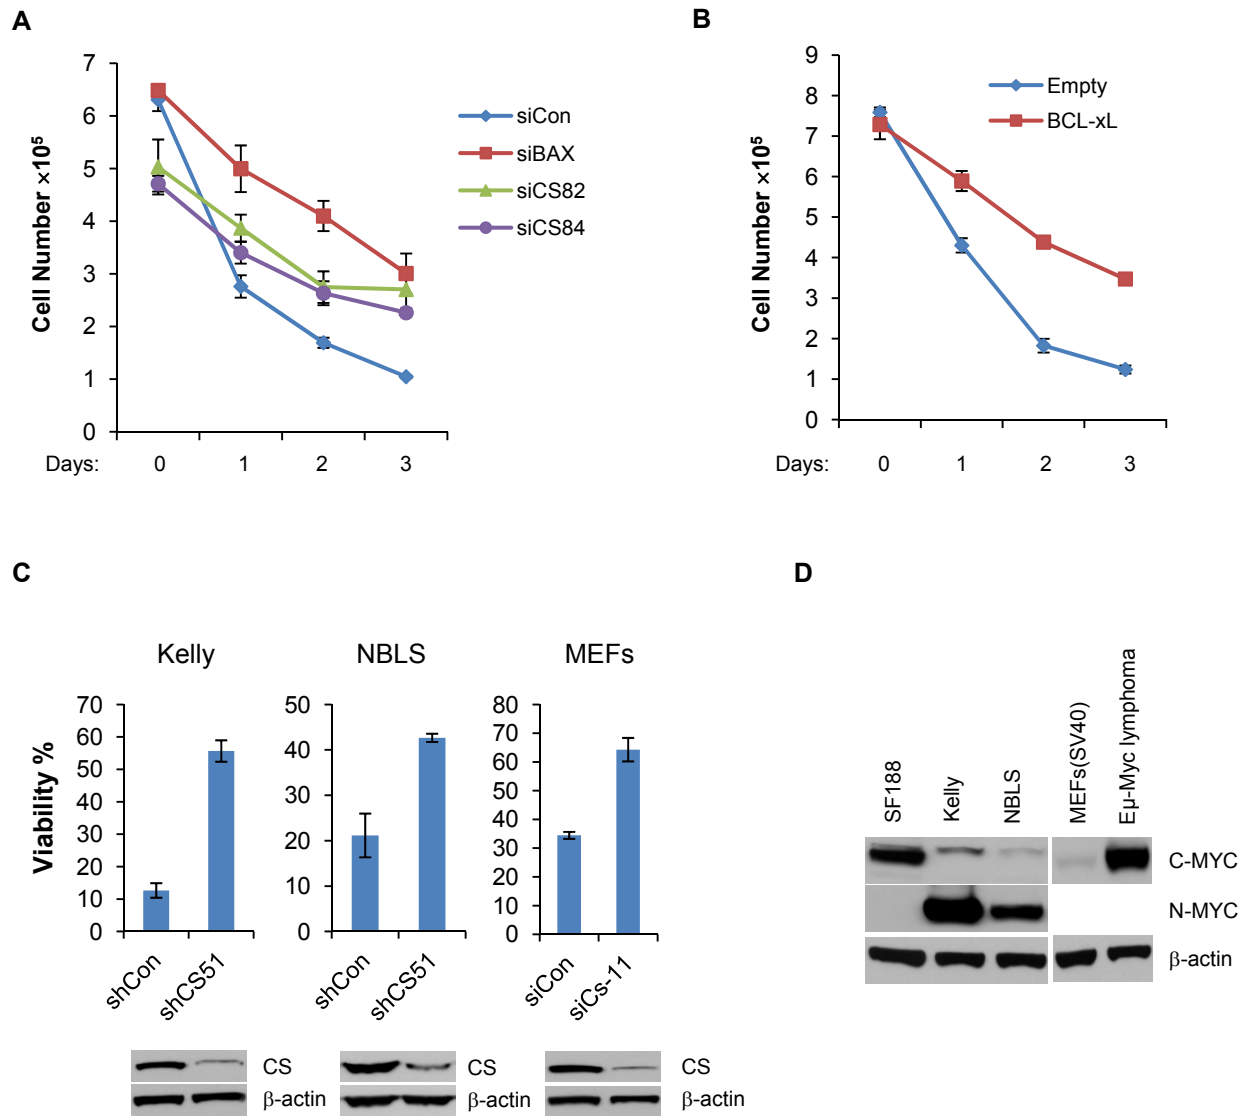 A
7
6
5
4
3
2
1
0
Cell Number ×10⁵
Days: 0 1 2 3
siCon
siBAX
siCS82
siCS84
B
9
8
7
6
5
4
3
2
1
0
Cell Number ×10⁵
Days: 0 1 2 3
Empty
BCL-xL
C
Kelly
70
60
50
40
30
20
10
0
Viability %
shCon
shCS51
NBLS
50
40
30
20
10
0
shCon
shCS51
MEFs
80
70
60
50
40
30
20
10
0
siCon
siCs-11
CS
β-actin
CS
β-actin
CS
β-actin
D
SF188
Kelly
NBLS
MEFs(SV40)
Eμ-Myc lymphoma
C-MYC
N-MYC
β-actin